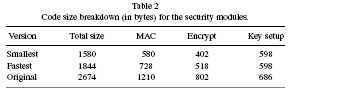 Table 2
Code size breakdown (in bytes) for the security modules.
Version Total size MAC Encrypt Key setup
Smallest 1580 580 402 598
Fastest 1844 728 518 598
Original 2674 1210 802 686